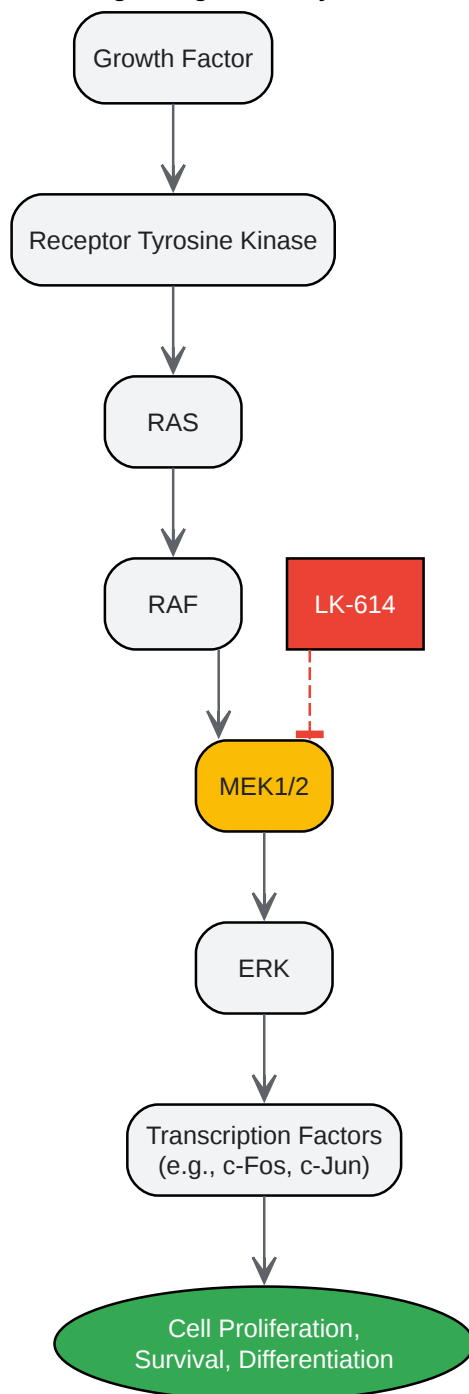 Growth Factor
Receptor Tyrosine Kinase
RAS
RAF
LK-614
MEK1/2
ERK
Transcription Factors
(e.g., c-Fos, c-Jun)
Cell Proliferation,
Survival, Differentiation